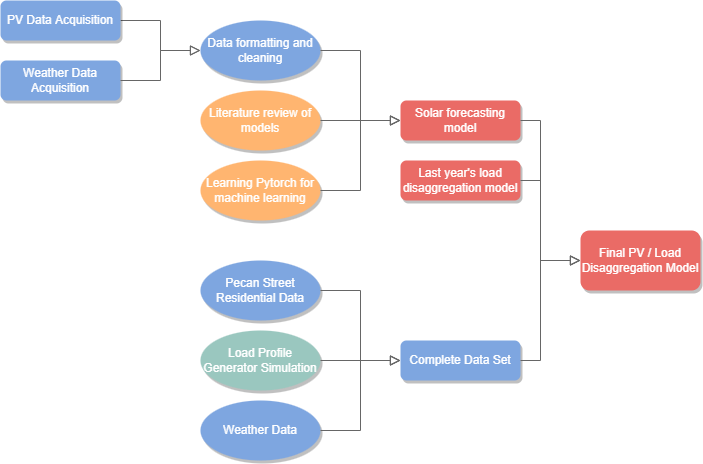 PV Data Acquisition
Weather Data
Acquisition
Data formatting and
cleaning
Literature review of
models
Learning Pytorch for
machine learning
Solar forecasting
model
Last year's load
disaggregation model
Final PV / Load
Disaggregation Model
Pecan Street
Residential Data
Load Profile
Generator Simulation
Weather Data
Complete Data Set